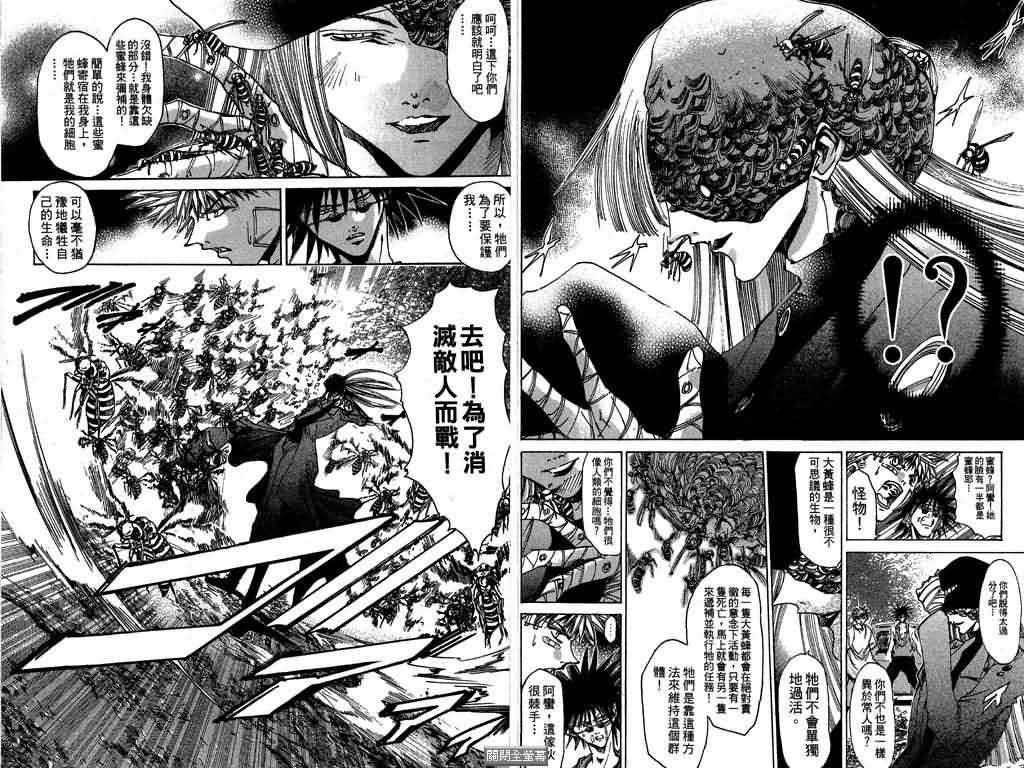 ！？
蜜蜂？阿蠻！她
的臉有一半都是
蜜蜂耶…
怪物！
你們說得太過
分了吧…
你們不也是一樣
異於常人嗎？
大黃蜂是一種很不
可思議的生物，
牠們不會單獨
地過活。
每一隻大黃蜂都會在絕對貫
徹的意念下活動，只要有一
隻死亡，馬上就會有另一隻
來遞補並執行牠的任務！
牠們是靠這種方
法來維持這個群
體！
你們不覺得…牠們很
像人類的細胞嗎？
……
阿蠻，這傢伙
很棘手…
呵呵…這下你們
應該就明白了吧
沒錯！我身體欠缺
的部分…就是靠這
些蜜蜂來彌補的！
簡單的說…這些蜜
蜂寄宿在我身上，
牠們就是我的細胞
……
所以，牠們
為了要保護
我…
可以毫不猶
豫地犧牲自
己的生命…
去吧！為了消
滅敵人而戰！
關閉全螢幕